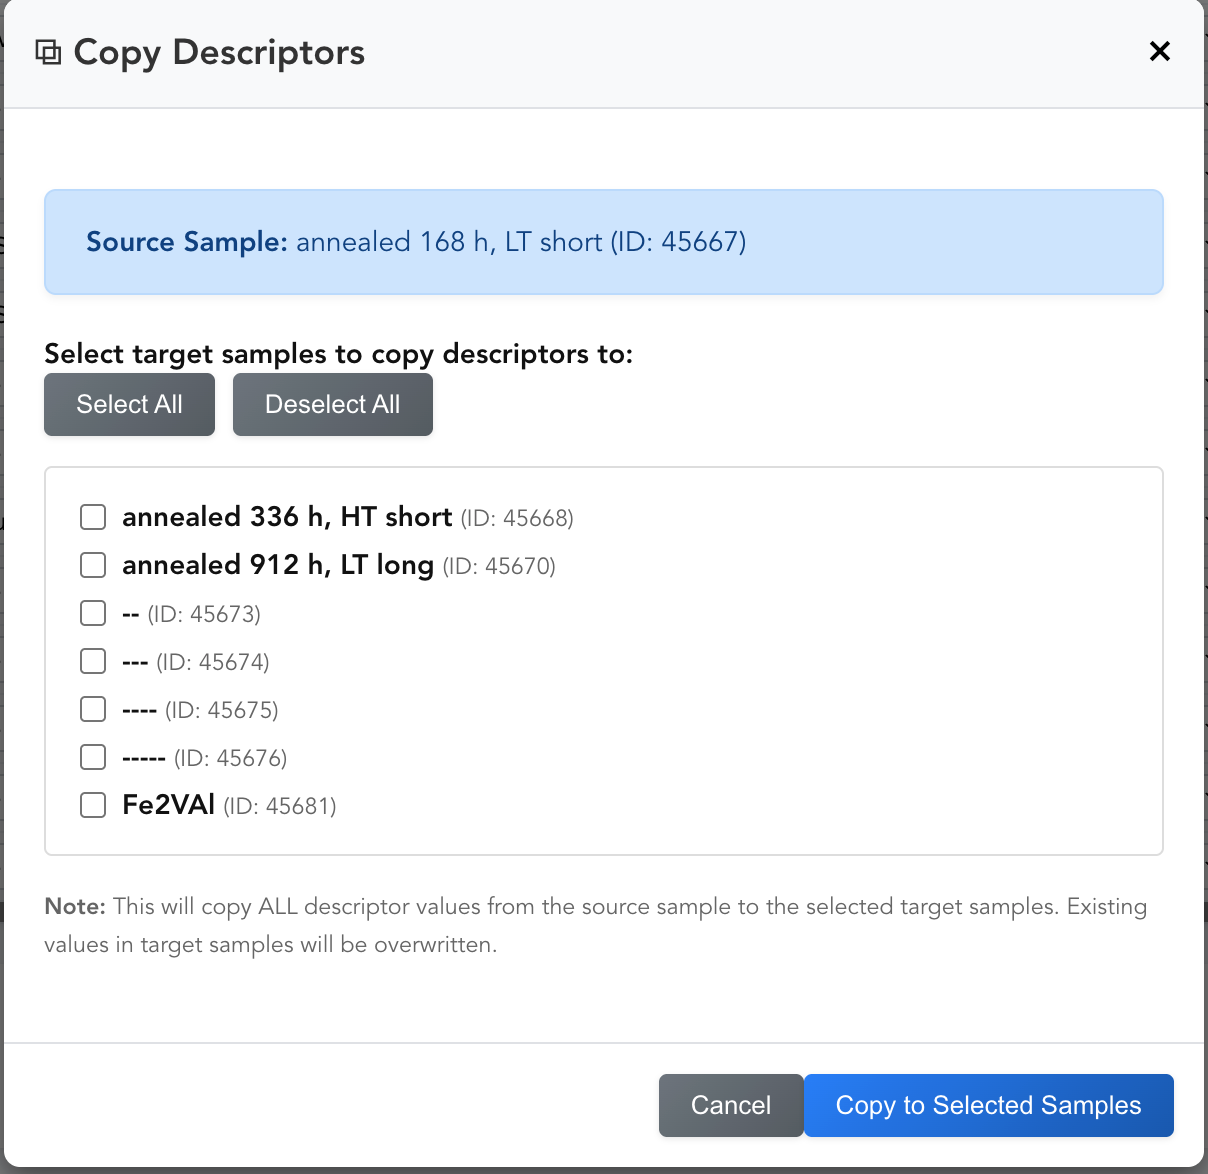 Copy Descriptors
Source Sample: annealed 168 h, LT short (ID: 45667)
Select target samples to copy descriptors to:
Select All
Deselect All
annealed 336 h, HT short (ID: 45668)
annealed 912 h, LT long (ID: 45670)
-- (ID: 45673)
--- (ID: 45674)
---- (ID: 45675)
----- (ID: 45676)
Fe2VAl (ID: 45681)
Note: This will copy ALL descriptor values from the source sample to the selected target samples. Existing
values in target samples will be overwritten.
Cancel
Copy to Selected Samples